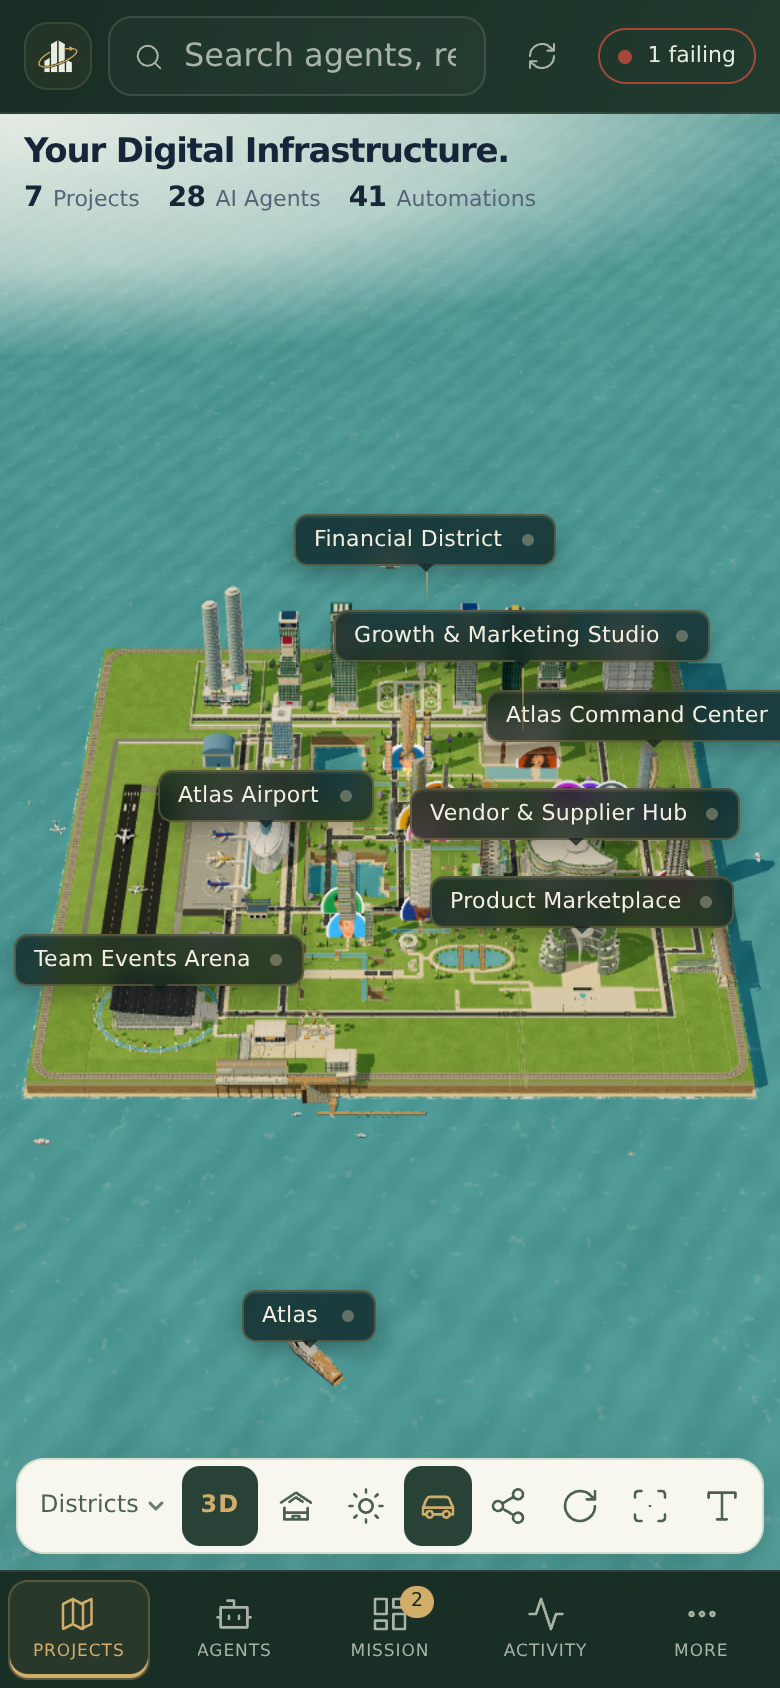 Search agents, re
1 failing
Your Digital Infrastructure.
7 Projects 28 AI Agents 41 Automations
Financial District
Growth & Marketing Studio
Atlas Command Center
Atlas Airport
Vendor & Supplier Hub
Product Marketplace
Team Events Arena
Atlas
Districts 3D T
2
PROJECTS AGENTS MISSION ACTIVITY MORE